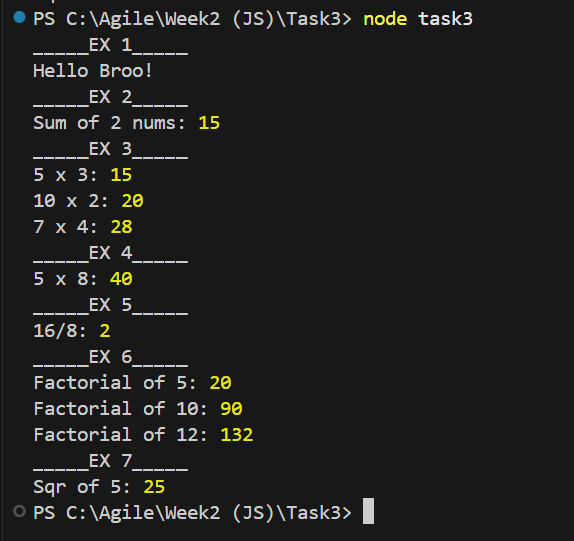 PS C:\Agile\Week2 (JS)\Task3> node task3
_____EX 1_____
Hello Broo!
_____EX 2_____
Sum of 2 nums: 15
_____EX 3_____
5 x 3: 15
10 x 2: 20
7 x 4: 28
_____EX 4_____
5 x 8: 40
_____EX 5_____
16/8: 2
_____EX 6_____
Factorial of 5: 20
Factorial of 10: 90
Factorial of 12: 132
_____EX 7_____
Sqr of 5: 25
PS C:\Agile\Week2 (JS)\Task3>